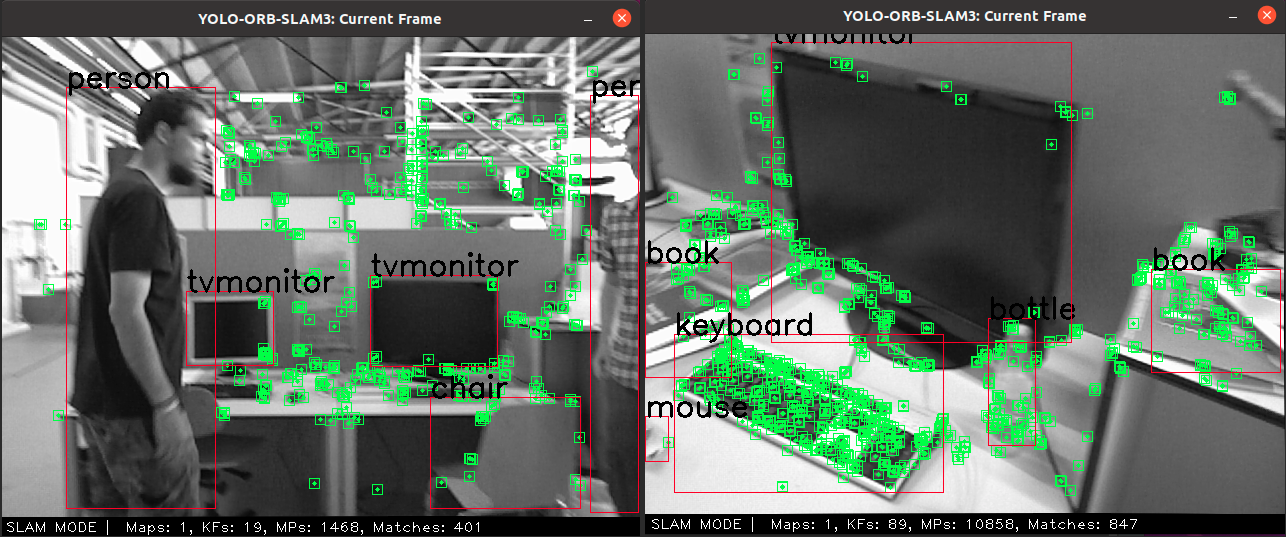 YOLO-ORB-SLAM3: Current Frame
person
per
tvmonitor
tvmonitor
chair
SLAM MODE | Maps: 1, KFs: 19, MPs: 1468, Matches: 401
YOLO-ORB-SLAM3: Current Frame
tvmonitor
book
book
bottle
keyboard
mouse
SLAM MODE | Maps: 1, KFs: 89, MPs: 10858, Matches: 847